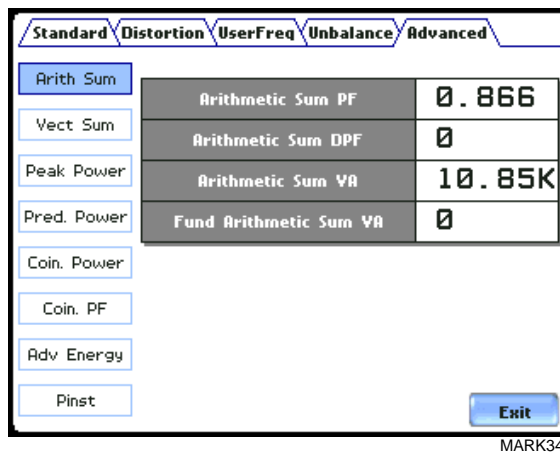 Standard Distortion UserFreq Unbalance Advanced
Arith Sum
Vect Sum
Peak Power
Pred. Power
Coin. Power
Coin. PF
Adv Energy
Pinst
Arithmetic Sum PF 0.866
Arithmetic Sum DPF 0
Arithmetic Sum VA 10.85K
Fund Arithmetic Sum VA 0
Exit
MARK34